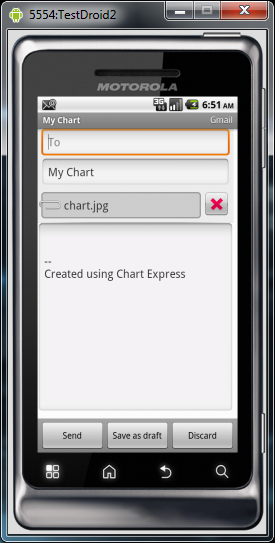 5554:TestDroid2
MOTOROLA
3G
6:51 AM
My Chart Gmail
To
My Chart
chart.jpg
--
Created using Chart Express
Send Save as draft Discard